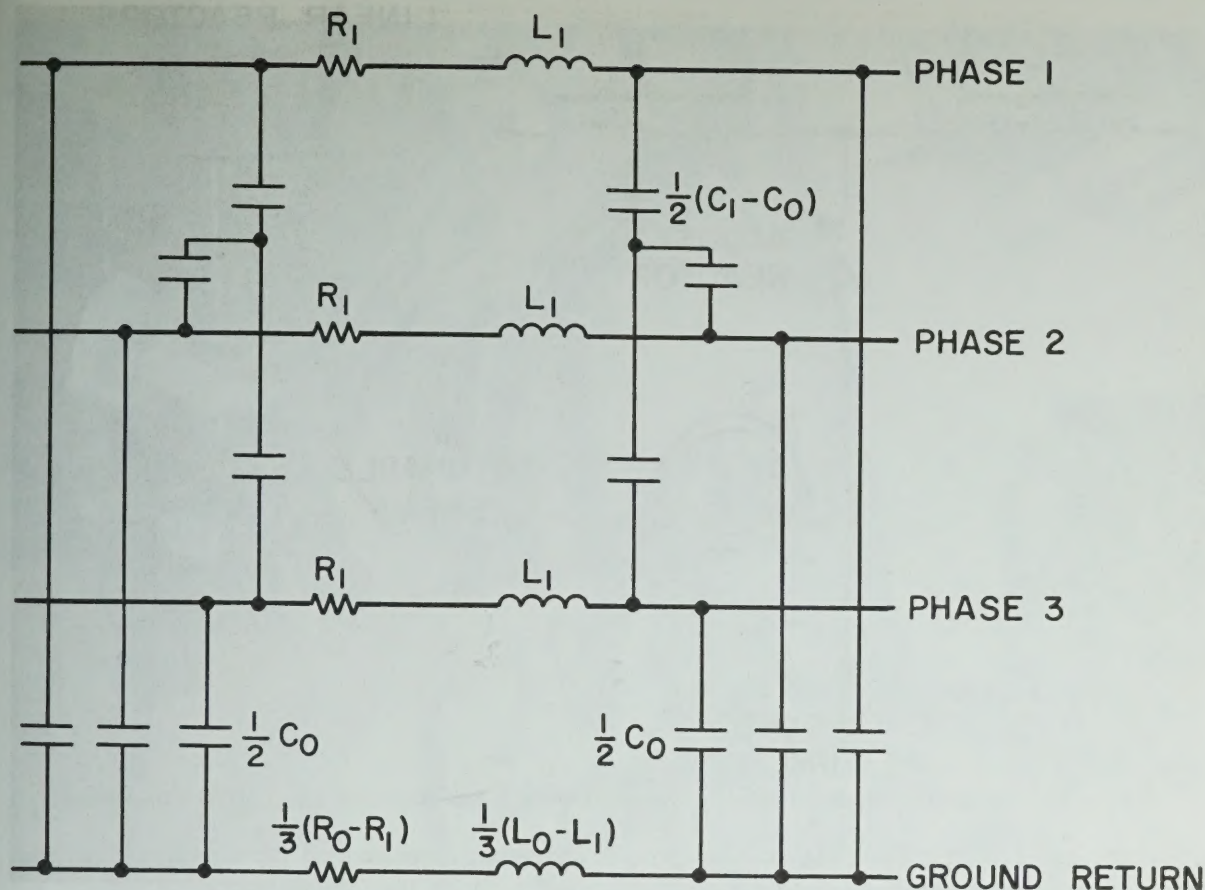 R1
L1
PHASE 1
1/2 (C1-C0)
R1
L1
PHASE 2
R1
L1
PHASE 3
1/2 C0
1/2 C0
1/3 (R0-R1)
1/3 (L0-L1)
GROUND RETURN